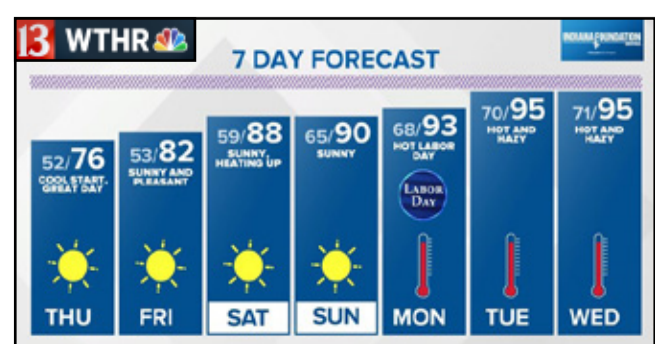 13 WTHR
7 DAY FORECAST
INDIANA FOUNDATION
52/76
COOL START,
GREAT DAY
THU
53/82
SUNNY AND
PLEASANT
FRI
59/88
SUNNY,
HEATING UP
SAT
65/90
SUNNY
SUN
68/93
HOT LABOR
DAY
LABOR
DAY
MON
70/95
HOT AND
HAZY
TUE
71/95
HOT AND
HAZY
WED